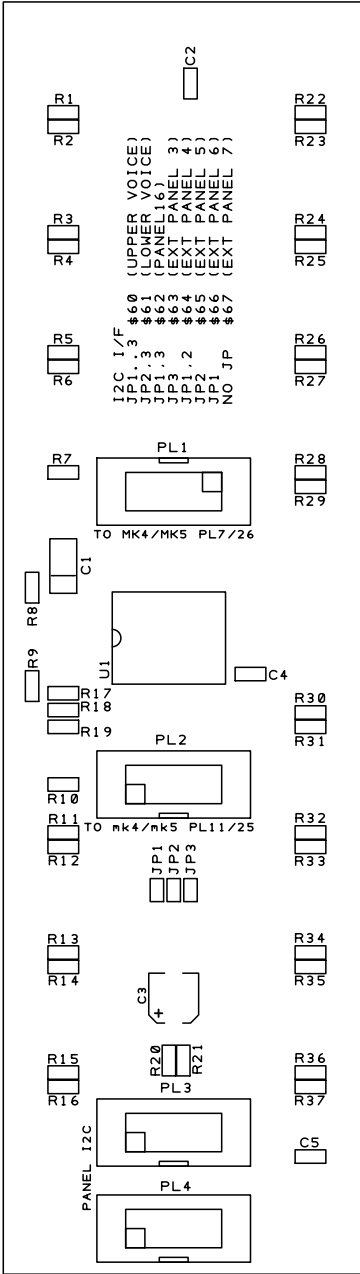 C2
R1
R2
R22
R23
R3
R4
R24
R25
R5
R6
R26
R27
I2C I/F
JP1..3 $60 (UPPER VOICE)
JP2,3 $61 (LOWER VOICE)
JP1,3 $62 (PANEL16)
JP3 $63 (EXT PANEL 3)
JP1,2 $64 (EXT PANEL 4)
JP2 $65 (EXT PANEL 5)
JP1 $66 (EXT PANEL 6)
NO JP $67 (EXT PANEL 7)
R7
PL1
R28
R29
TO MK4/MK5 PL7/26
C1
R8
U1
R9
C4
R17
R18
R19
R30
R31
PL2
R10
R11
R12
TO mk4/mk5 PL11/25
R32
R33
JP1
JP2
JP3
R13
R14
R34
R35
C3
+
R20
R21
R15
R16
R36
R37
PL3
PANEL I2C
C5
PL4